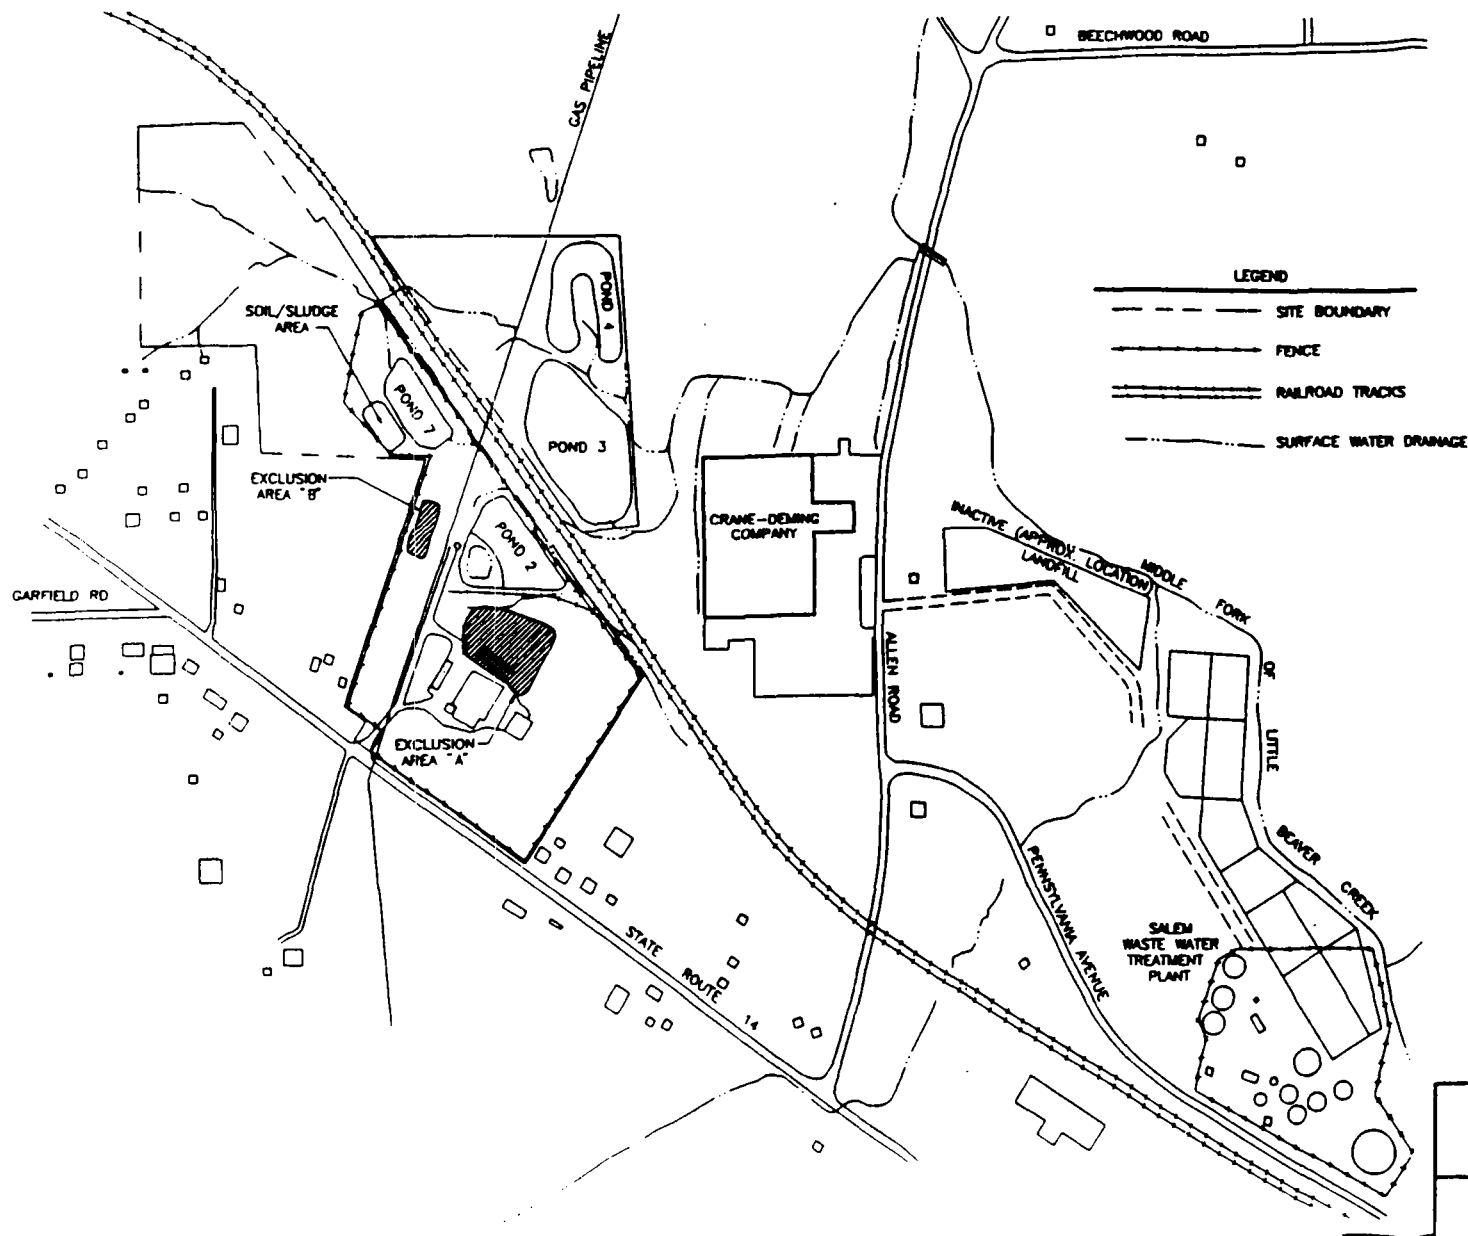 BEECHWOOD ROAD
GAS PIPELINE
LEGEND
SITE BOUNDARY
FENCE
RAILROAD TRACKS
SURFACE WATER DRAINAGE
POND 4
SOIL/SLUDGE
AREA
POND 3
EXCLUSION
AREA "B"
POND 2
CRANE-DEMING
COMPANY
INACTIVE (APPROX. LOCATION)
LANDFILL
MIDDLE
FORK
OF
LITTLE
BEAVER
CREEK
GARFIELD RD
ALLEN ROAD
EXCLUSION
AREA "A"
PENNSYLVANIA AVENUE
STATE
ROUTE
14
SALEM
WASTE WATER
TREATMENT
PLANT